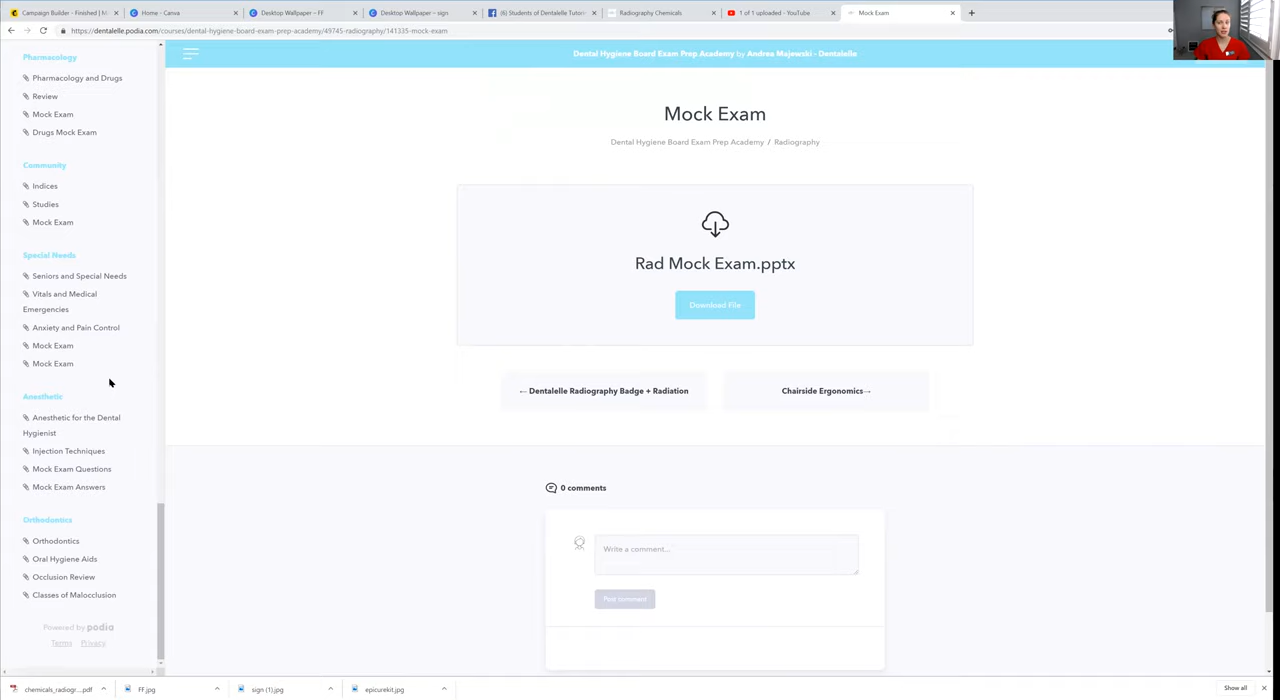 Campaign Builder - Finished | M
Home - Canva
Desktop Wallpaper – FF
Desktop Wallpaper – sign
(6) Students of Dentalelle Tutori
Radiography Chemicals
1 of 1 uploaded - YouTube
Mock Exam
https://dentalelle.podia.com/courses/dental-hygiene-board-exam-prep-academy/49745-radiography/141335-mock-exam
Dental Hygiene Board Exam Prep Academy by Andrea Majewski - Dentalelle
Pharmacology
Pharmacology and Drugs
Review
Mock Exam
Drugs Mock Exam
Community
Indices
Studies
Mock Exam
Special Needs
Seniors and Special Needs
Vitals and Medical
Emergencies
Anxiety and Pain Control
Mock Exam
Mock Exam
Anesthetic
Anesthetic for the Dental
Hygienist
Injection Techniques
Mock Exam Questions
Mock Exam Answers
Orthodontics
Orthodontics
Oral Hygiene Aids
Occlusion Review
Classes of Malocclusion
Powered by podia
Terms Privacy
Mock Exam
Dental Hygiene Board Exam Prep Academy / Radiography
Rad Mock Exam.pptx
Download File
← Dentalelle Radiography Badge + Radiation
Chairside Ergonomics→
0 comments
Write a comment...
Post comment
chemicals_radiogr....pdf
FF.jpg
sign (1).jpg
epicurekit.jpg
Show all